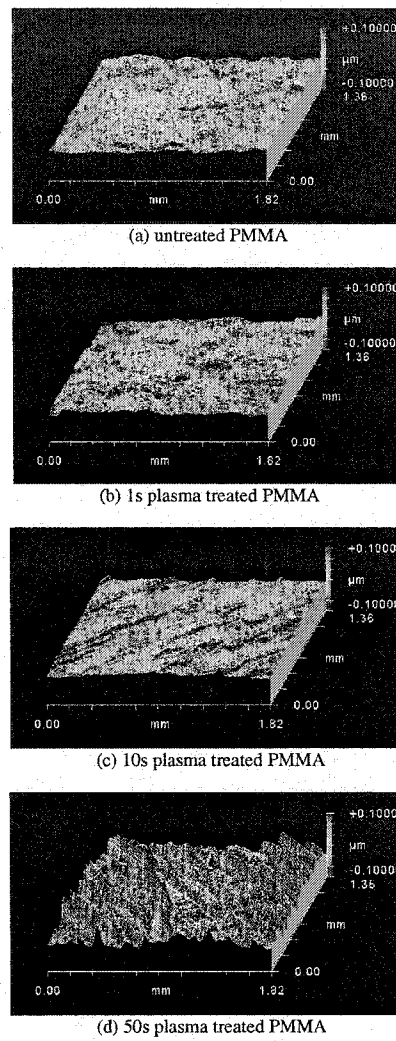 +0.10000
µm
-0.10000
1.36
mm
0.00
0.00 mm 1.82
(a) untreated PMMA
+0.10000
µm
-0.10000
1.36
mm
0.00
0.00 mm 1.82
(b) 1s plasma treated PMMA
+0.1000
µm
-0.10000
1.36
mm
0.00
0.00 mm 1.82
(c) 10s plasma treated PMMA
+0.1000
µm
-0.1000
1.36
mm
0.00
0.00 mm 1.82
(d) 50s plasma treated PMMA